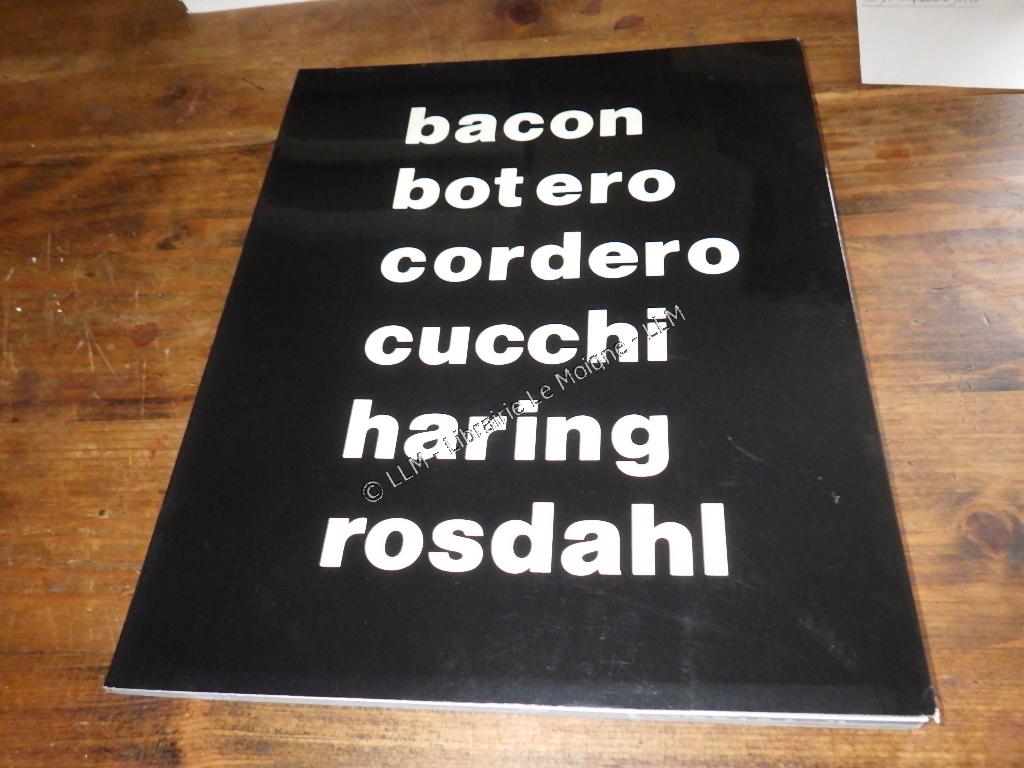 bacon
botero
cordero
cucchi
haring
rosdahl
© LLM - Librairie Le Moigne - LLM